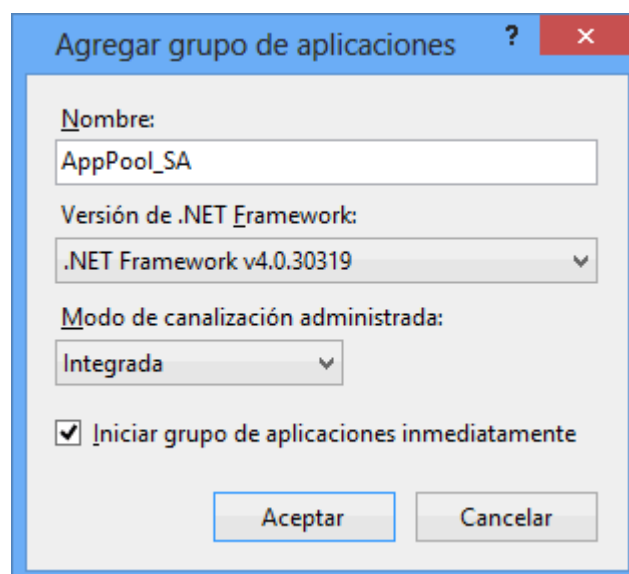 Agregar grupo de aplicaciones ?
Nombre:
AppPool_SA
Versión de .NET Framework:
.NET Framework v4.0.30319
Modo de canalización administrada:
Integrada
Iniciar grupo de aplicaciones inmediatamente
Aceptar Cancelar